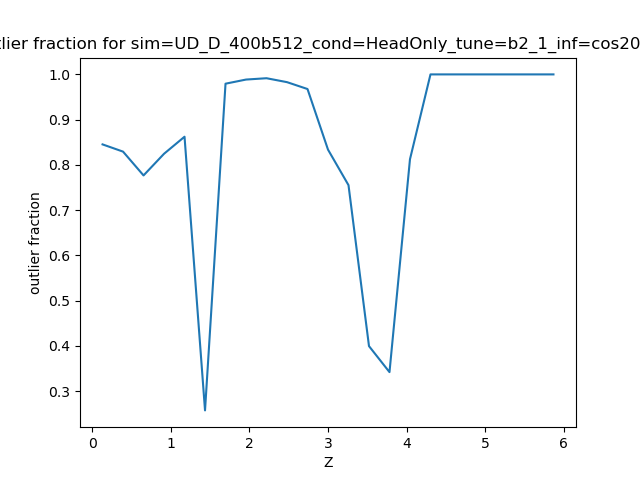 tlier fraction for sim=UD_D_400b512_cond=HeadOnly_tune=b2_1_inf=cos20
1.0
0.9
0.8
0.7
0.6
0.5
0.4
0.3
outlier fraction
0 1 2 3 4 5 6
Z